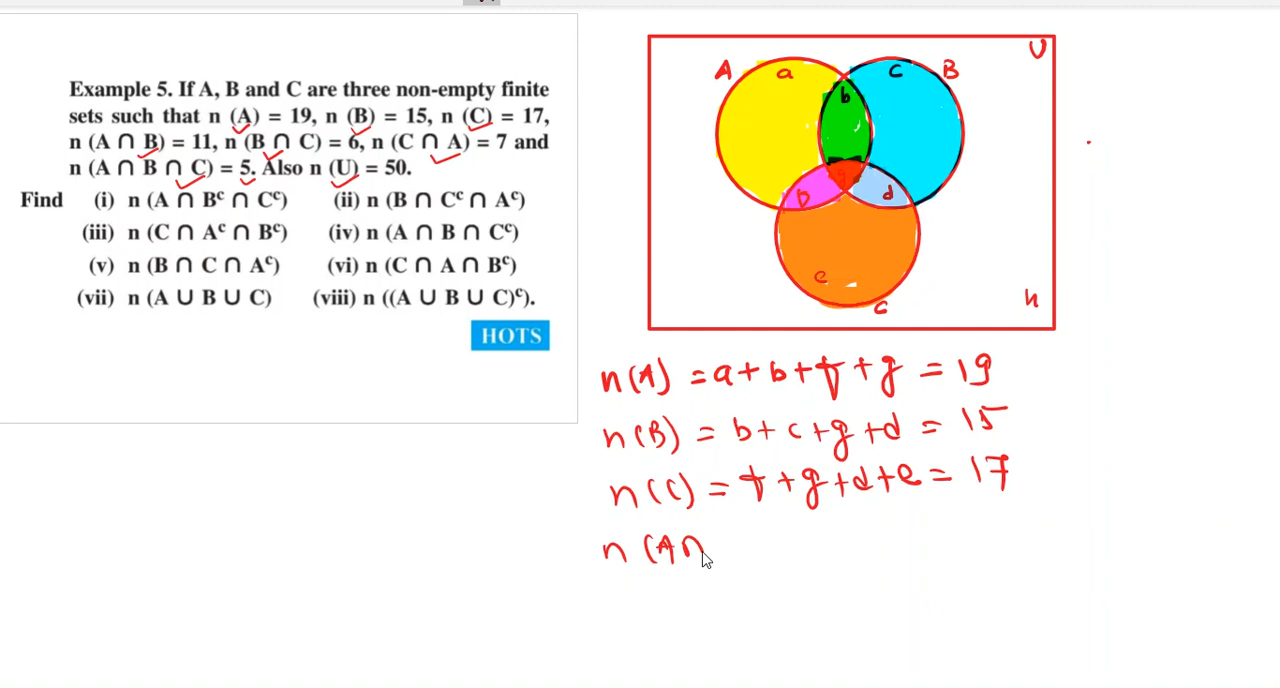 Example 5. If A, B and C are three non-empty finite
sets such that n (A) = 19, n (B) = 15, n (C) = 17,
n (A ∩ B) = 11, n (B ∩ C) = 6, n (C ∩ A) = 7 and
n (A ∩ B ∩ C) = 5. Also n (U) = 50.
Find (i) n (A ∩ Bᶜ ∩ Cᶜ) (ii) n (B ∩ Cᶜ ∩ Aᶜ)
(iii) n (C ∩ Aᶜ ∩ Bᶜ) (iv) n (A ∩ B ∩ Cᶜ)
(v) n (B ∩ C ∩ Aᶜ) (vi) n (C ∩ A ∩ Bᶜ)
(vii) n (A ∪ B ∪ C) (viii) n ((A ∪ B ∪ C)ᶜ).
HOTS
U
A a c B
b
d
e
c
h
n(A) = a + b + f + g = 19
n(B) = b + c + g + d = 15
n(C) = f + g + d + e = 17
n (A ∩